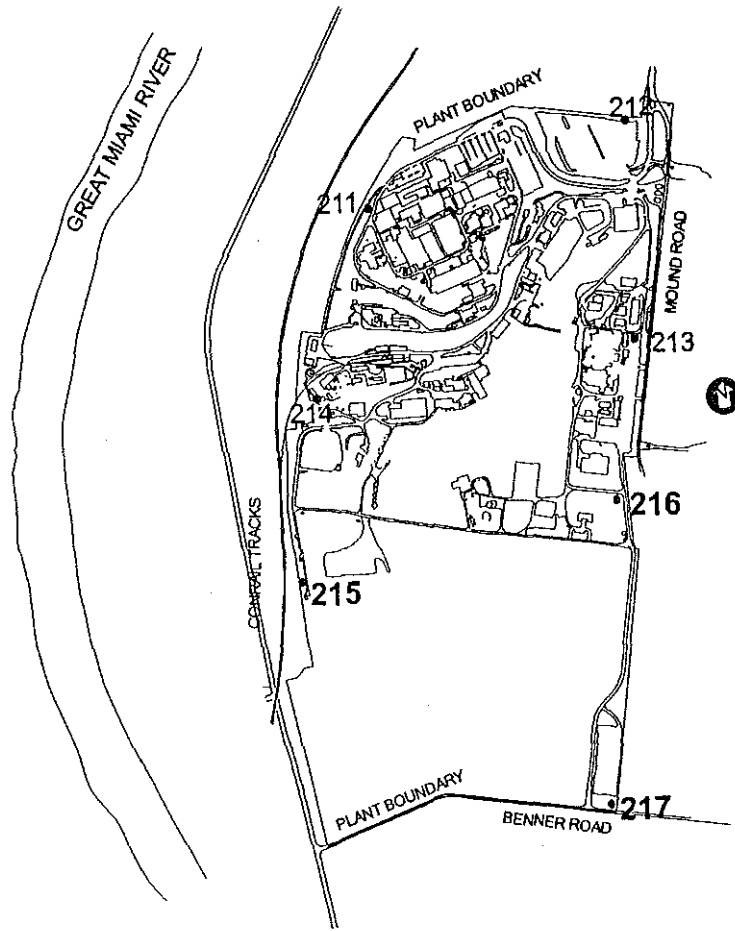 GREAT MIAMI RIVER
PLANT BOUNDARY
212
211
MOUND ROAD
213
214
216
CONRAIL TRACKS
215
PLANT BOUNDARY
217
BENNER ROAD